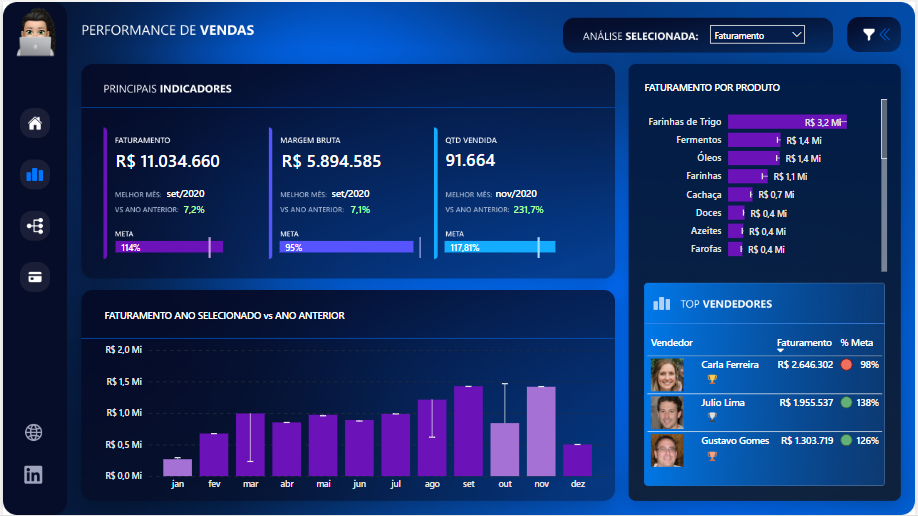 PERFORMANCE DE VENDAS
ANÁLISE SELECIONADA: Faturamento
PRINCIPAIS INDICADORES
FATURAMENTO
R$ 11.034.660
MELHOR MÊS: set/2020
VS ANO ANTERIOR: 7,2%
META
114%
MARGEM BRUTA
R$ 5.894.585
MELHOR MÊS: set/2020
VS ANO ANTERIOR: 7,1%
META
95%
QTD VENDIDA
91.664
MELHOR MÊS: nov/2020
VS ANO ANTERIOR: 231,7%
META
117,81%
FATURAMENTO ANO SELECIONADO vs ANO ANTERIOR
R$ 2,0 Mi
R$ 1,5 Mi
R$ 1,0 Mi
R$ 0,5 Mi
R$ 0,0 Mi
jan fev mar abr mai jun jul ago set out nov dez
FATURAMENTO POR PRODUTO
Farinhas de Trigo R$ 3,2 Mi
Fermentos R$ 1,4 Mi
Óleos R$ 1,4 Mi
Farinhas R$ 1,1 Mi
Cachaça R$ 0,7 Mi
Doces R$ 0,4 Mi
Azeites R$ 0,4 Mi
Farofas R$ 0,4 Mi
TOP VENDEDORES
Vendedor Faturamento % Meta
Carla Ferreira R$ 2.646.302 98%
Julio Lima R$ 1.955.537 138%
Gustavo Gomes R$ 1.303.719 126%
in